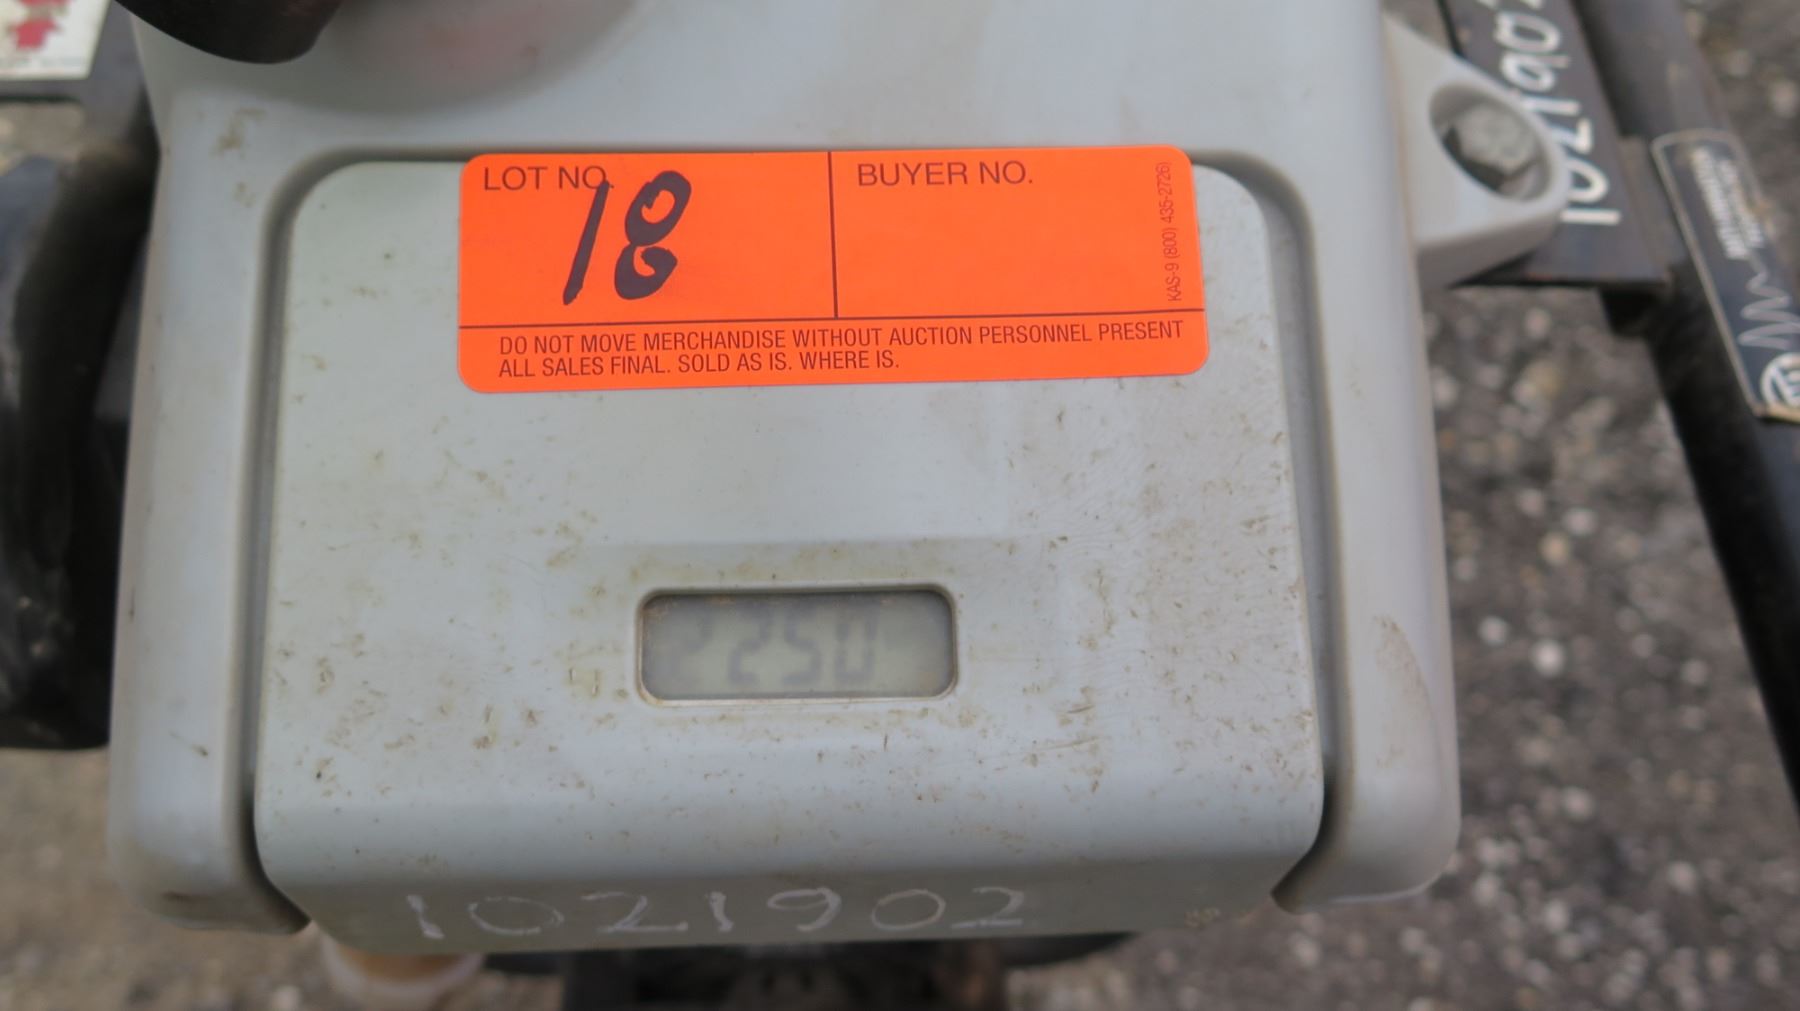 LOT NO.
18
BUYER NO.
KAS-9 (800) 435-2726)
DO NOT MOVE MERCHANDISE WITHOUT AUCTION PERSONNEL PRESENT
ALL SALES FINAL. SOLD AS IS. WHERE IS.
2250
1021902